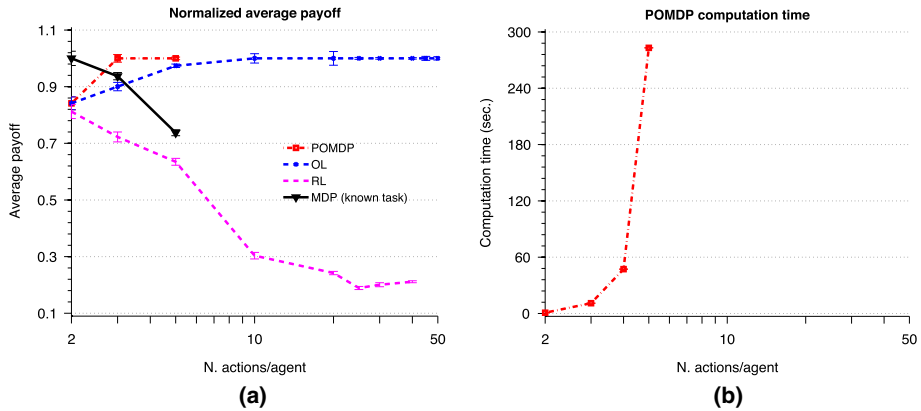 Normalized average payoff
1.1
0.9
0.7
0.5
0.3
0.1
Average payoff
POMDP
OL
RL
MDP (known task)
2
10
50
N. actions/agent
(a)
POMDP computation time
300
240
180
120
60
0
Computation time (sec.)
2
10
50
N. actions/agent
(b)